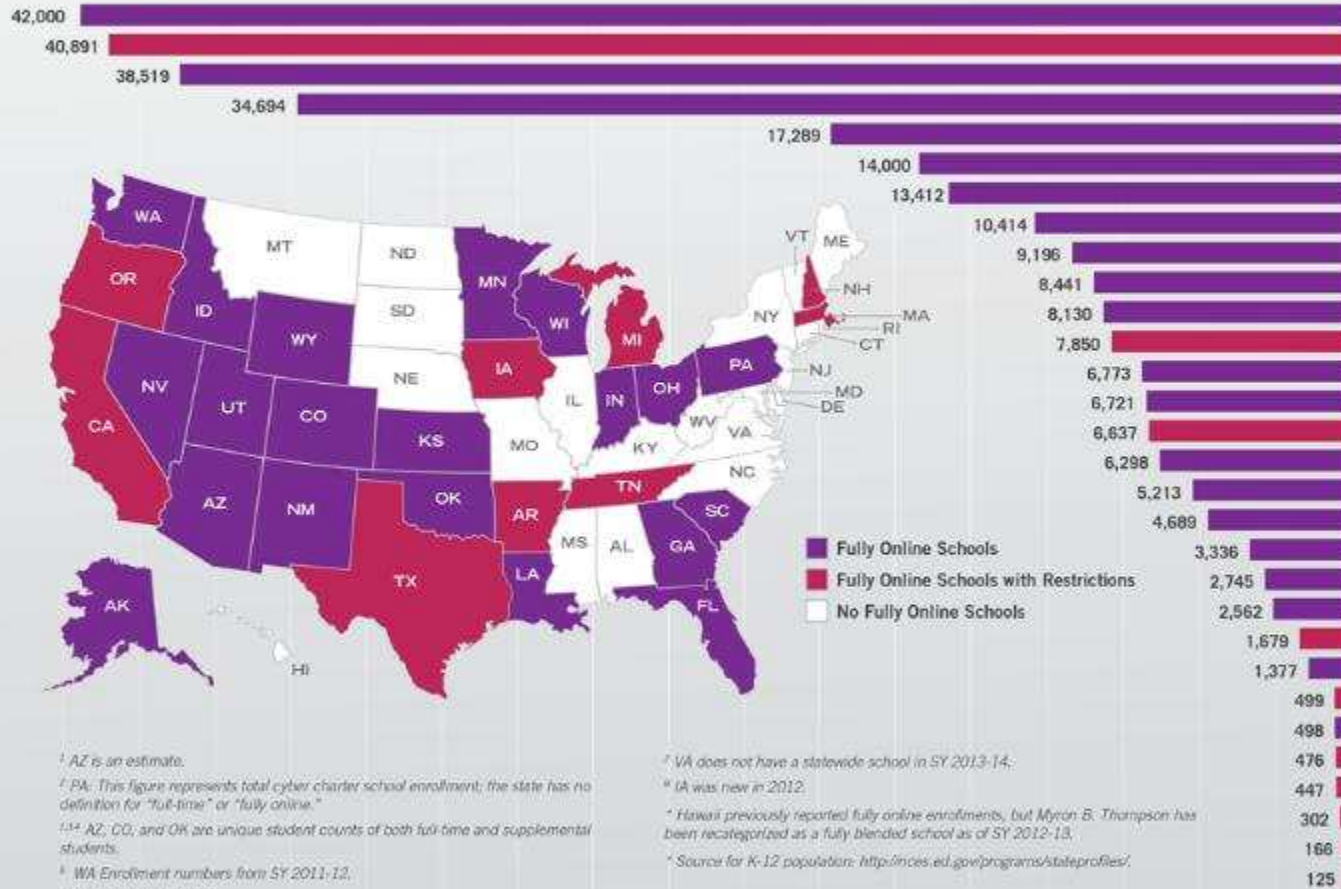 42,000
40,891
38,519
34,694
17,289
14,000
13,412
10,414
9,196
8,441
8,130
7,850
6,773
6,721
6,637
6,298
5,213
4,689
3,336
2,745
2,562
1,679
1,377
499
498
476
447
302
166
125
WA
MT
ND
MN
VT
ME
OR
ID
SD
WI
NH
WY
MI
NY
MA
RI
CT
NV
NE
IA
PA
NJ
UT
CO
IL
IN
OH
MD
DE
CA
KS
MO
WV
VA
KY
AZ
NM
OK
AR
TN
NC
SC
TX
LA
MS
AL
GA
FL
AK
HI
Fully Online Schools
Fully Online Schools with Restrictions
No Fully Online Schools
AZ is an estimate.
PA: This figure represents total cyber charter school enrollment; the state has no
definition for "full-time" or "fully online."
AZ, CO, and OK are unique student counts of both full-time and supplemental
students.
WA Enrollment numbers from SY 2011-12.
VA does not have a statewide school in SY 2013-14.
IA was new in 2012.
* Hawaii previously reported fully online enrollments, but Myron B. Thompson has
been recategorized as a fully blended school as of SY 2012-13.
Source for K-12 population: http://nces.ed.gov/programs/stateprofiles/.